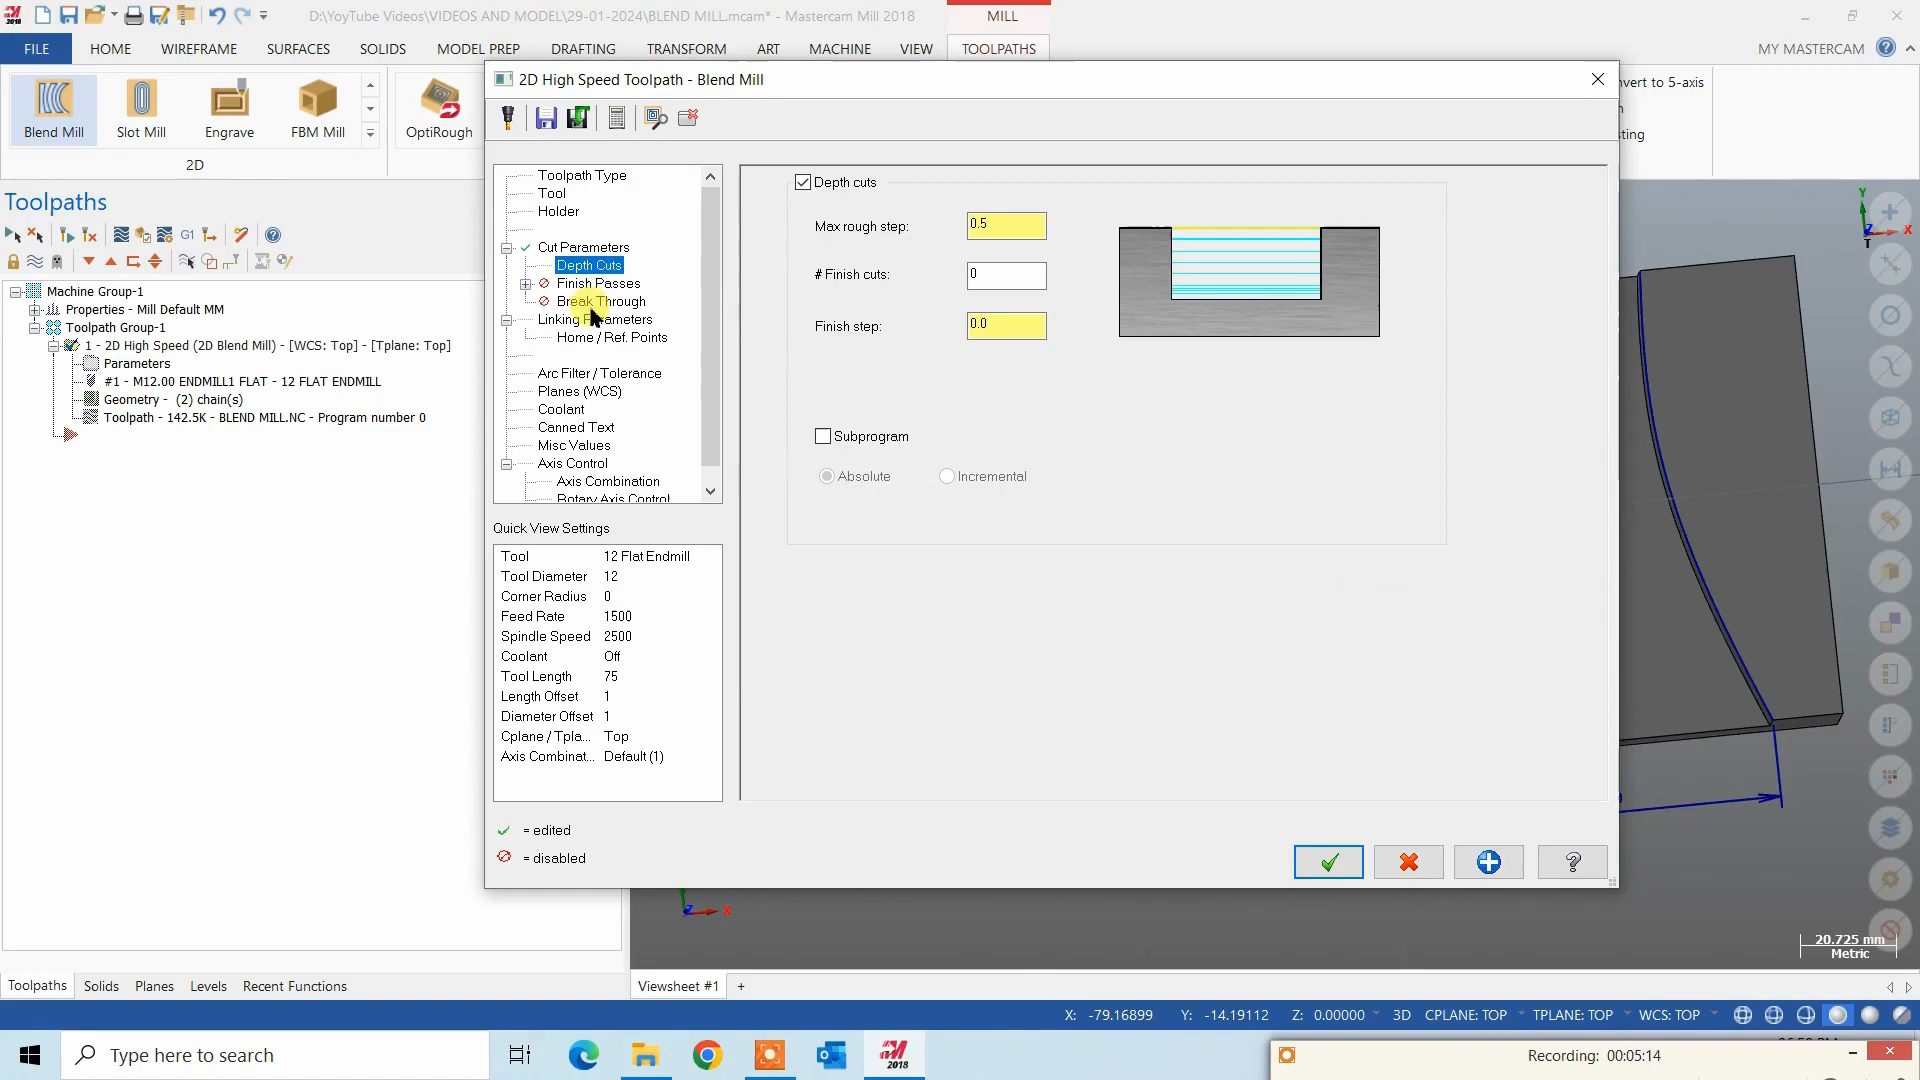 D:\YoyTube Videos\VIDEOS AND MODEL\29-01-2024\BLEND MILL.mcam* - Mastercam Mill 2018
MILL
FILE
HOME
WIREFRAME
SURFACES
SOLIDS
MODEL PREP
DRAFTING
TRANSFORM
ART
MACHINE
VIEW
TOOLPATHS
MY MASTERCAM
Blend Mill
Slot Mill
Engrave
FBM Mill
OptiRough
2D
2D High Speed Toolpath - Blend Mill
vert to 5-axis
sting
Toolpaths
G1
Machine Group-1
Properties - Mill Default MM
Toolpath Group-1
1 - 2D High Speed (2D Blend Mill) - [WCS: Top] - [Tplane: Top]
Parameters
#1 - M12.00 ENDMILL1 FLAT - 12 FLAT ENDMILL
Geometry - (2) chain(s)
Toolpath - 142.5K - BLEND MILL.NC - Program number 0
Toolpath Type
Tool
Holder
Cut Parameters
Depth Cuts
Finish Passes
Break Through
Linking Parameters
Home / Ref. Points
Arc Filter / Tolerance
Planes (WCS)
Coolant
Canned Text
Misc Values
Axis Control
Axis Combination
Rotary Axis Control
Depth cuts
Max rough step: 0.5
# Finish cuts: 0
Finish step: 0.0
Subprogram
Absolute
Incremental
Quick View Settings
Tool 12 Flat Endmill
Tool Diameter 12
Corner Radius 0
Feed Rate 1500
Spindle Speed 2500
Coolant Off
Tool Length 75
Length Offset 1
Diameter Offset 1
Cplane / Tpla... Top
Axis Combinat... Default (1)
= edited
= disabled
Y
X
Z
T
Z
X
20.725 mm
Metric
Toolpaths
Solids
Planes
Levels
Recent Functions
Viewsheet #1
+
X: -79.16899 Y: -14.19112 Z: 0.00000 3D CPLANE: TOP TPLANE: TOP WCS: TOP
Type here to search
2018
Recording: 00:05:14